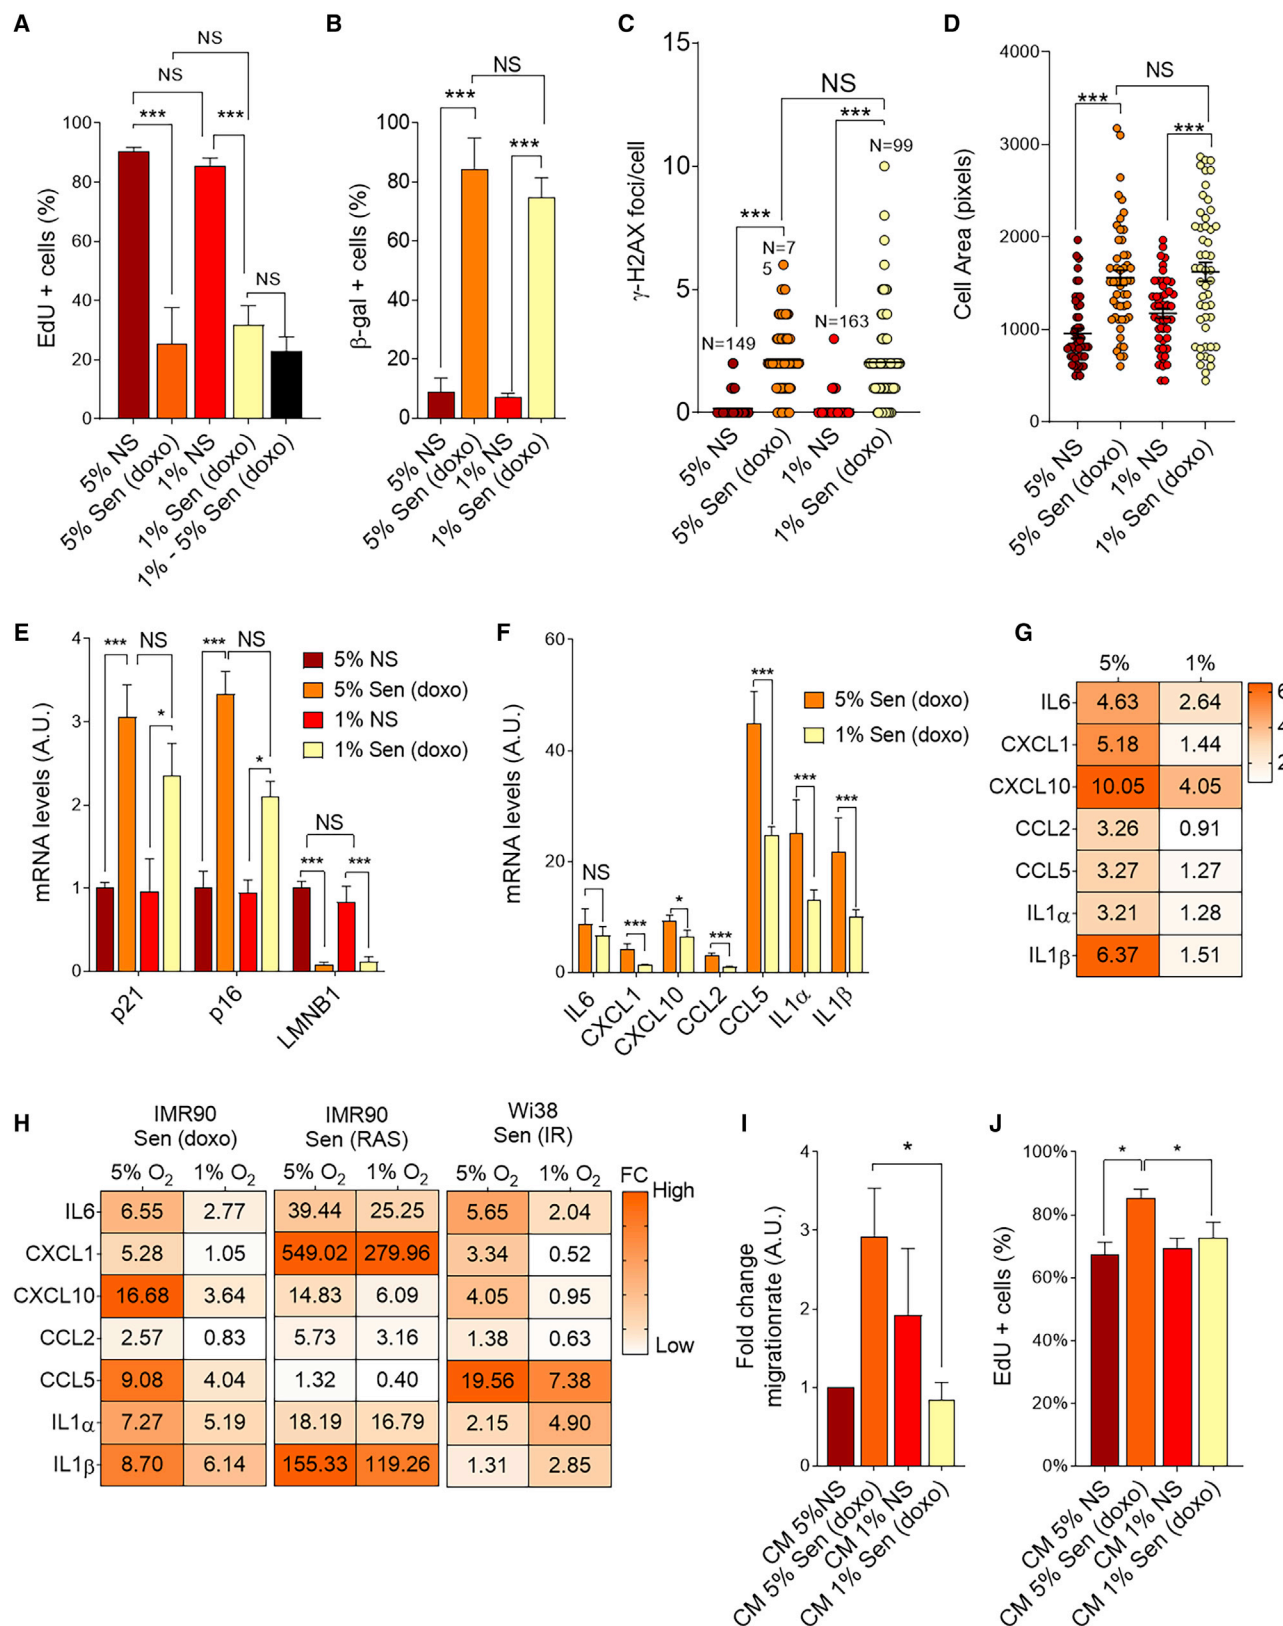 A
EdU + cells (%)
100
80
60
40
20
0
NS
NS
***
***
NS
5% NS
5% Sen (doxo)
1% NS
1% Sen (doxo)
1% - 5% Sen (doxo)
B
β-gal + cells (%)
100
80
60
40
20
0
NS
***
***
5% NS
5% Sen (doxo)
1% NS
1% Sen (doxo)
C
γ-H2AX foci/cell
15
10
5
0
NS
***
***
N=149
N=7
5
N=163
N=99
5% NS
5% Sen (doxo)
1% NS
1% Sen (doxo)
D
Cell Area (pixels)
4000
3000
2000
1000
0
NS
***
***
5% NS
5% Sen (doxo)
1% NS
1% Sen (doxo)
E
mRNA levels (A.U.)
4
3
2
1
0
*** NS
*
*** NS
*
NS
*** ***
5% NS
5% Sen (doxo)
1% NS
1% Sen (doxo)
p21
p16
LMNB1
F
mRNA levels (A.U.)
60
40
20
0
NS
***
*
***
***
***
***
5% Sen (doxo)
1% Sen (doxo)
IL6
CXCL1
CXCL10
CCL2
CCL5
IL1α
IL1β
G
5% 1%
IL6 4.63 2.64
CXCL1 5.18 1.44
CXCL10 10.05 4.05
CCL2 3.26 0.91
CCL5 3.27 1.27
IL1α 3.21 1.28
IL1β 6.37 1.51
6
2
H
IMR90
Sen (doxo)
IMR90
Sen (RAS)
Wi38
Sen (IR)
5% O2 1% O2 5% O2 1% O2 5% O2 1% O2
IL6 6.55 2.77 39.44 25.25 5.65 2.04
CXCL1 5.28 1.05 549.02 279.96 3.34 0.52
CXCL10 16.68 3.64 14.83 6.09 4.05 0.95
CCL2 2.57 0.83 5.73 3.16 1.38 0.63
CCL5 9.08 4.04 1.32 0.40 19.56 7.38
IL1α 7.27 5.19 18.19 16.79 2.15 4.90
IL1β 8.70 6.14 155.33 119.26 1.31 2.85
FC
High
Low
I
Fold change
migrationrate (A.U.)
4
3
2
1
0
*
CM 5%NS
CM 5% Sen (doxo)
CM 1% NS
CM 1% Sen (doxo)
J
EdU + cells (%)
100%
80%
60%
40%
20%
0%
* *
CM 5% NS
CM 5% Sen (doxo)
CM 1% NS
CM 1% Sen (doxo)